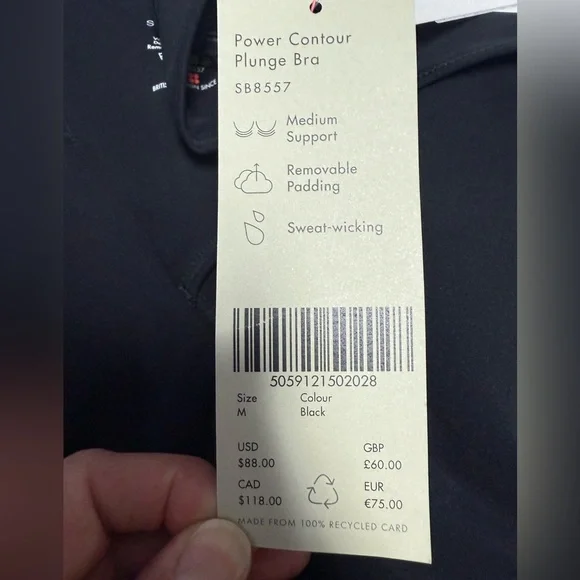 Power Contour
Plunge Bra
SB8557
Medium
Support
Removable
Padding
Sweat-wicking
5059121502028
Size Colour
M Black
USD GBP
$88.00 £60.00
CAD EUR
$118.00 €75.00
MADE FROM 100% RECYCLED CARD